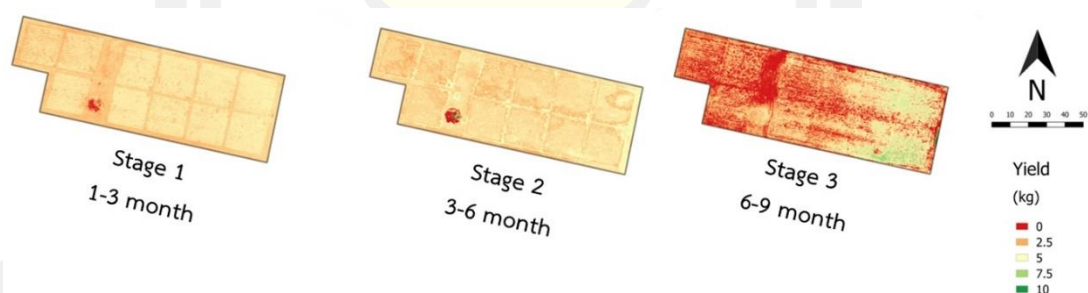 Stage 1
1-3 month
Stage 2
3-6 month
Stage 3
6-9 month
N
0 10 20 30 40 50
Yield
(kg)
0
2.5
5
7.5
10